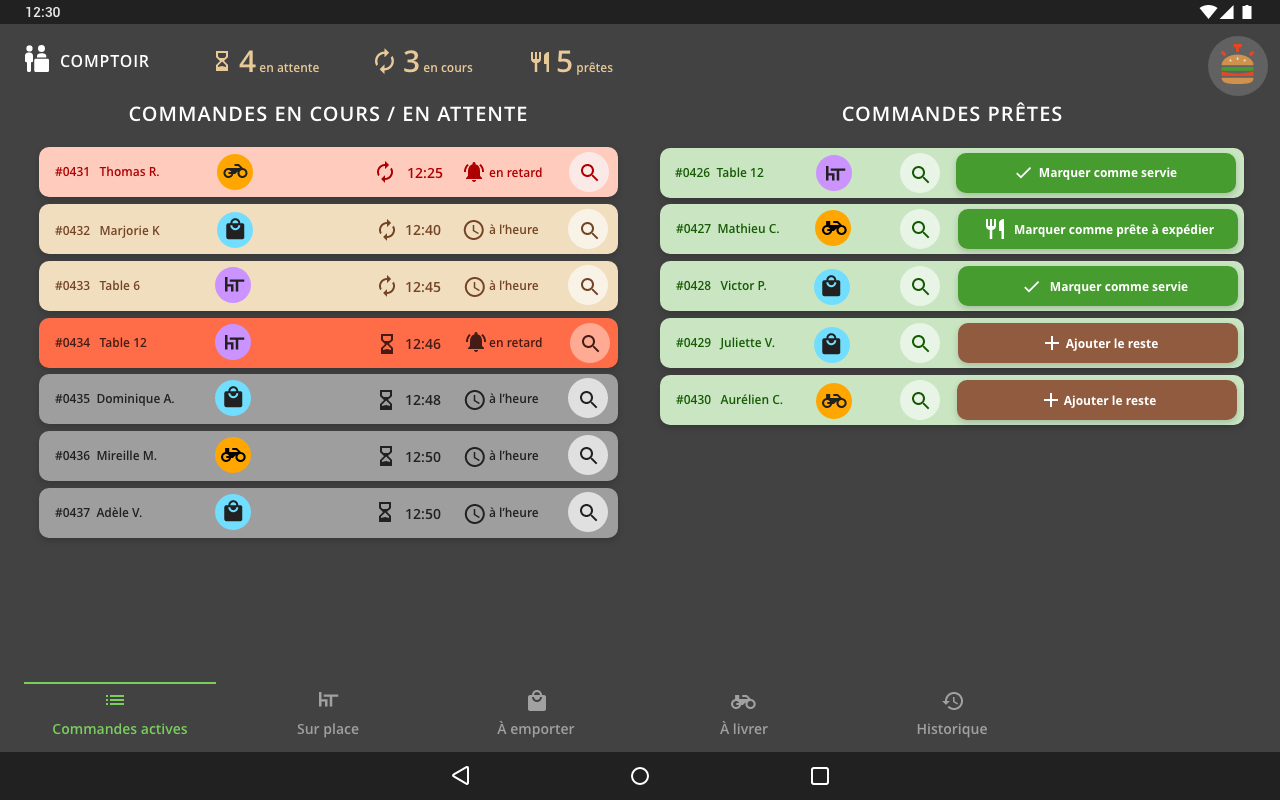 12:30
COMPTOIR
4 en attente
3 en cours
5 prêtes
COMMANDES EN COURS / EN ATTENTE
#0431 Thomas R. 12:25 en retard
#0432 Marjorie K 12:40 à l'heure
#0433 Table 6 12:45 à l'heure
#0434 Table 12 12:46 en retard
#0435 Dominique A. 12:48 à l'heure
#0436 Mireille M. 12:50 à l'heure
#0437 Adèle V. 12:50 à l'heure
COMMANDES PRÊTES
#0426 Table 12 Marquer comme servie
#0427 Mathieu C. Marquer comme prête à expédier
#0428 Victor P. Marquer comme servie
#0429 Juliette V. Ajouter le reste
#0430 Aurélien C. Ajouter le reste
Commandes actives
Sur place
À emporter
À livrer
Historique